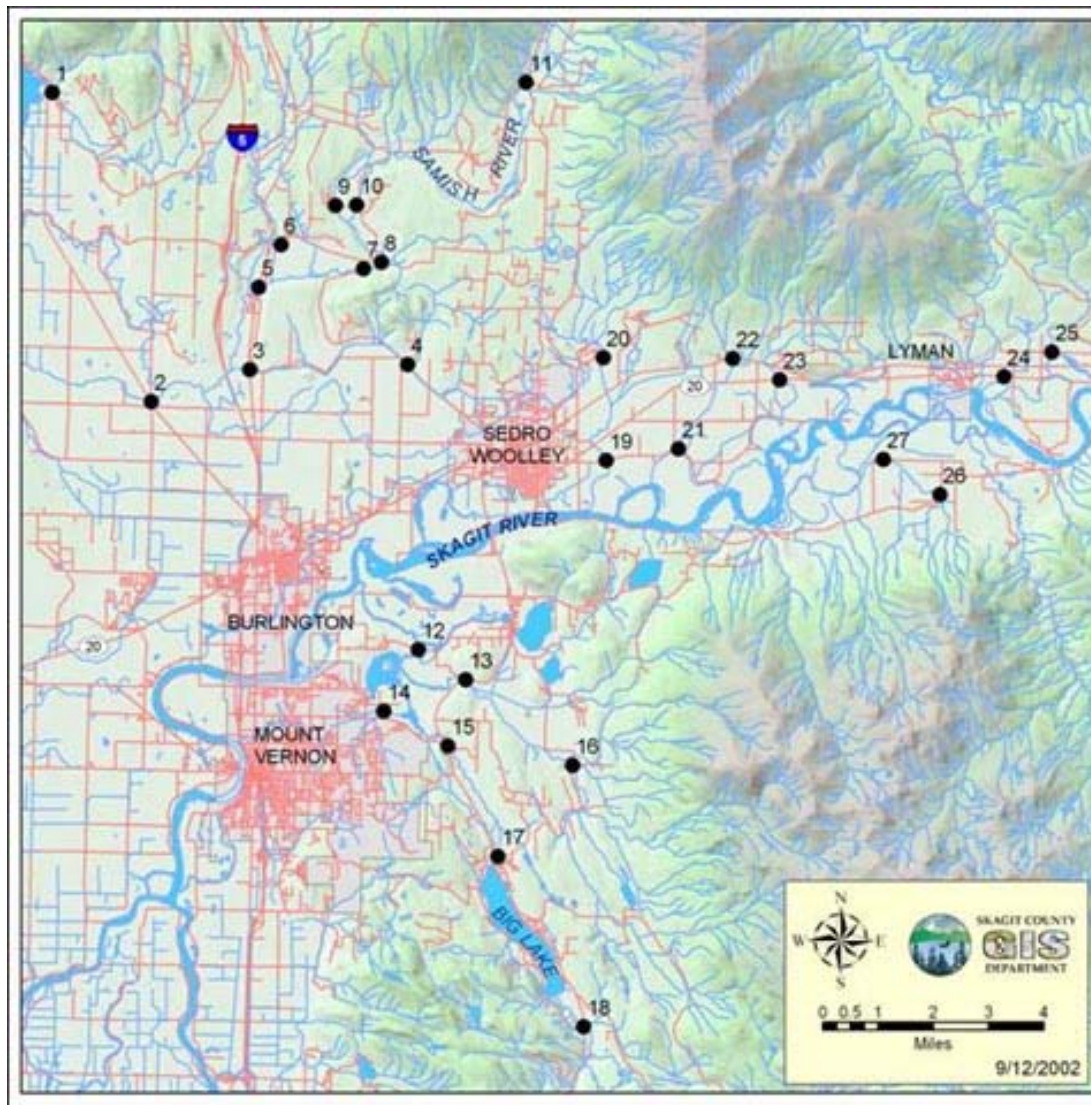 1
11
5
SAMISH
RIVER
9
10
6
7
8
5
3
4
2
20
22
23
LYMAN
24
25
20
SEDRO
WOOLLEY
19
21
27
26
SKAGIT RIVER
BURLINGTON
20
12
13
14
MOUNT
VERNON
15
16
17
BIG LAKE
18
N
W
E
S
SKAGIT COUNTY
GIS
DEPARTMENT
0 0.5 1 2 3 4
Miles
9/12/2002